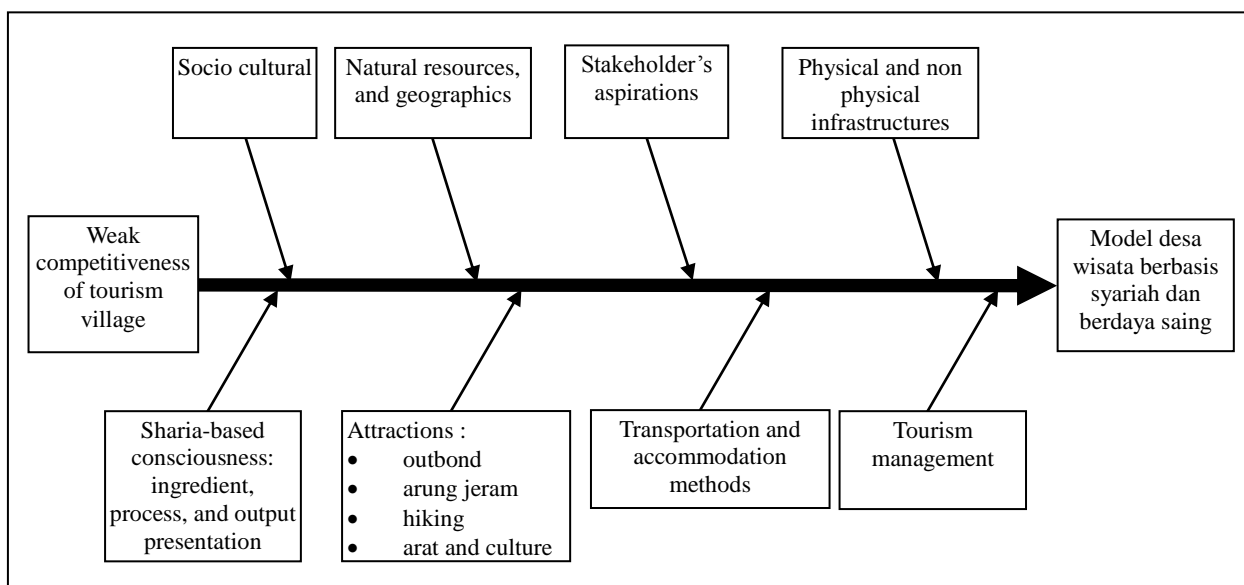 Socio cultural
Natural resources,
and geographics
Stakeholder’s
aspirations
Physical and non
physical
infrastructures
Weak
competitiveness
of tourism
village
Model desa
wisata berbasis
syariah dan
berdaya saing
Sharia-based
consciousness:
ingredient,
process, and output
presentation
Attractions :
• outbond
• arung jeram
• hiking
• arat and culture
Transportation and
accommodation
methods
Tourism
management